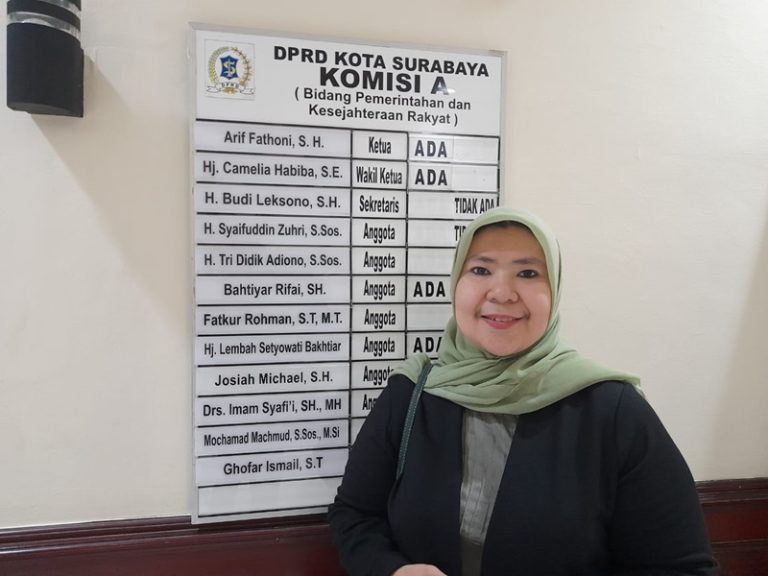 DPRD KOTA SURABAYA
KOMISI A
( Bidang Pemerintahan dan
Kesejahteraan Rakyat )
DPRD
Arif Fathoni, S. H. Ketua ADA
Hj. Camelia Habiba, S.E. Wakil Ketua ADA
H. Budi Leksono, S.H. Sekretaris TIDAK ADA
H. Syaifuddin Zuhri, S.Sos. Anggota
H. Tri Didik Adiono, S.Sos. Anggota
Bahtiyar Rifai, SH. Anggota ADA
Fatkur Rohman, S.T, M.T. Anggota
Hj. Lembah Setyowati Bakhtiar Anggota
Josiah Michael, S.H. Anggota
Drs. Imam Syafi'i, SH., MH
Mochamad Machmud, S.Sos., M.Si
Ghofar Ismail, S.T